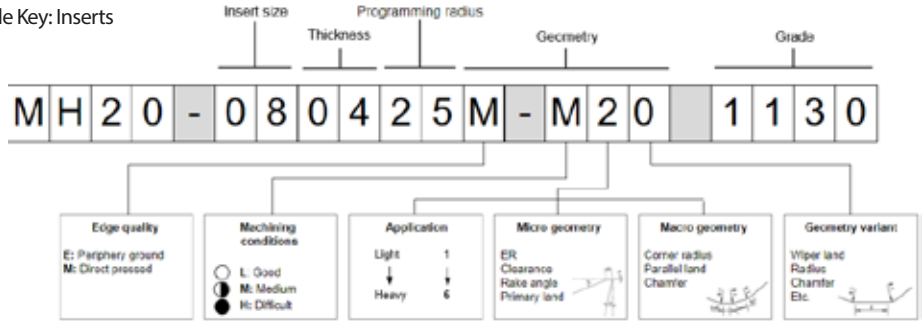 le Key: Inserts
Insert size
Programming radius
Thickness
Geometry
Grade
MH20-080425M-M20 1130
Edge quality
E: Periphery ground
M: Direct pressed
Machining
conditions
L: Good
M: Medium
H: Difficult
Application
Light 1
Heavy 6
Micro geometry
ER
Clearance
Rake angle
Primary land
Macro geometry
Corner radius
Parallel land
Chamfer
Geometry variant
Wiper land
Radius
Chamfer
Etc.